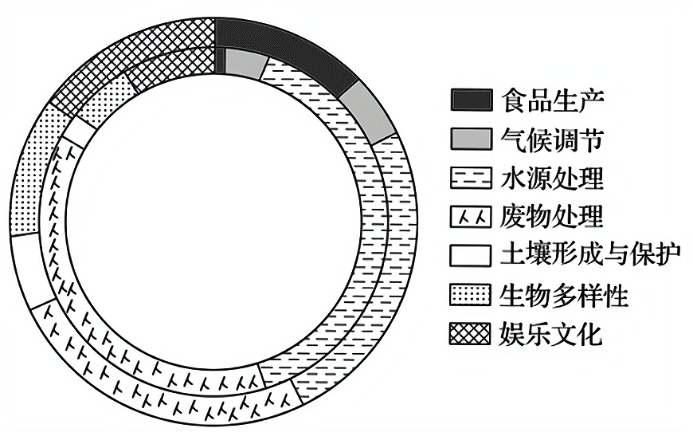 食品生产
气候调节
水源处理
废物处理
土壤形成与保护
生物多样性
娱乐文化